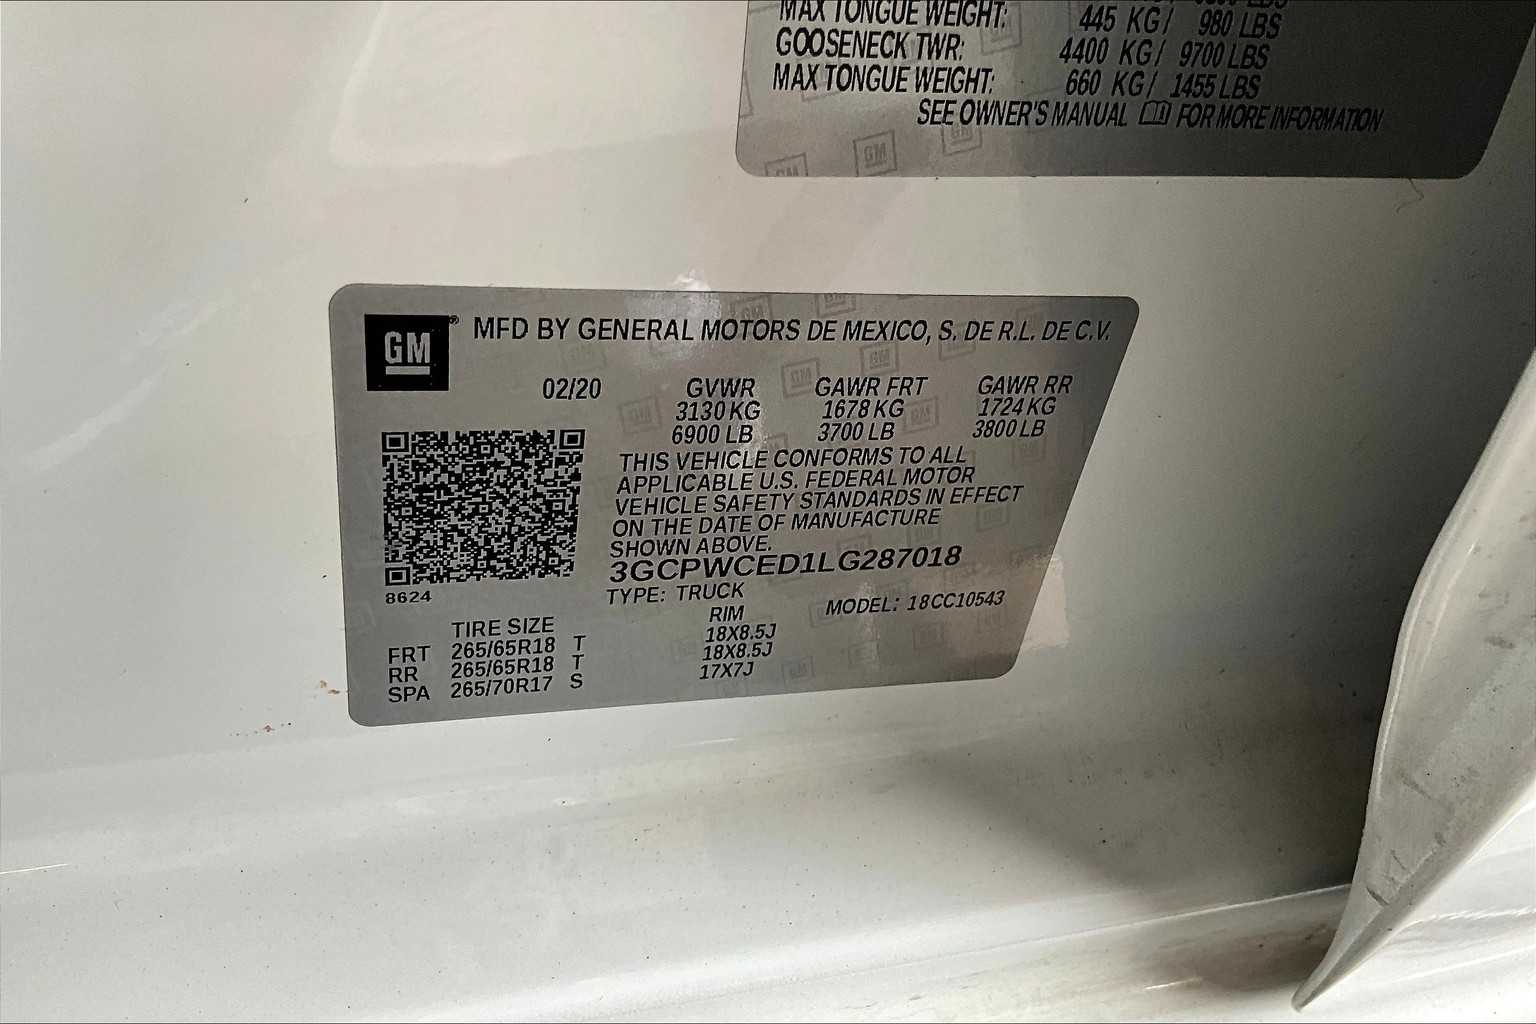 MAX TONGUE WEIGHT: 445 KG/ 980 LBS
GOOSENECK TWR: 4400 KG/ 9700 LBS
MAX TONGUE WEIGHT: 660 KG/ 1455 LBS
SEE OWNER'S MANUAL FOR MORE INFORMATION
GM® MFD BY GENERAL MOTORS DE MEXICO, S. DE R.L. DE C.V.
02/20 GVWR GAWR FRT GAWR RR
3130 KG 1678 KG 1724 KG
6900 LB 3700 LB 3800 LB
THIS VEHICLE CONFORMS TO ALL
APPLICABLE U.S. FEDERAL MOTOR
VEHICLE SAFETY STANDARDS IN EFFECT
ON THE DATE OF MANUFACTURE
SHOWN ABOVE.
3GCPWCED1LG287018
8624
TYPE: TRUCK MODEL: 18CC10543
TIRE SIZE RIM
FRT 265/65R18 T 18X8.5J
RR 265/65R18 T 18X8.5J
SPA 265/70R17 S 17X7J